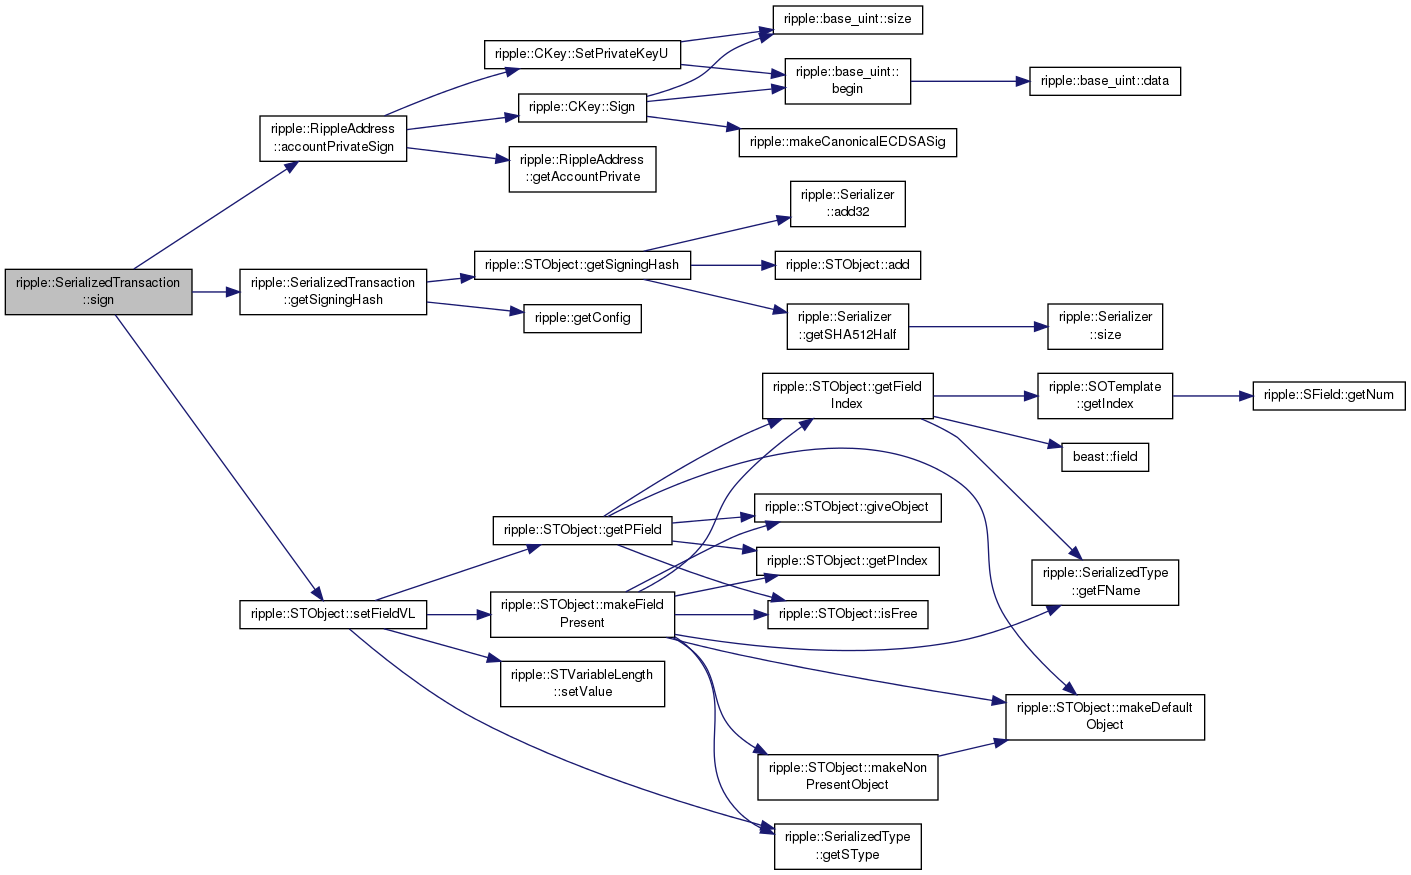 ripple::SerializedTransaction
::sign
ripple::RippleAddress
::accountPrivateSign
ripple::CKey::SetPrivateKeyU
ripple::base_uint::size
ripple::base_uint::
begin
ripple::base_uint::data
ripple::CKey::Sign
ripple::makeCanonicalECDSASig
ripple::RippleAddress
::getAccountPrivate
ripple::SerializedTransaction
::getSigningHash
ripple::STObject::getSigningHash
ripple::Serializer
::add32
ripple::STObject::add
ripple::Serializer
::getSHA512Half
ripple::Serializer
::size
ripple::getConfig
ripple::STObject::setFieldVL
ripple::STObject::getPField
ripple::STObject::getField
Index
ripple::SOTemplate
::getIndex
ripple::SField::getNum
beast::field
ripple::SerializedType
::getFName
ripple::STObject::giveObject
ripple::STObject::getPIndex
ripple::STObject::isFree
ripple::STObject::makeDefault
Object
ripple::STObject::makeField
Present
ripple::STObject::makeNon
PresentObject
ripple::SerializedType
::getSType
ripple::STVariableLength
::setValue